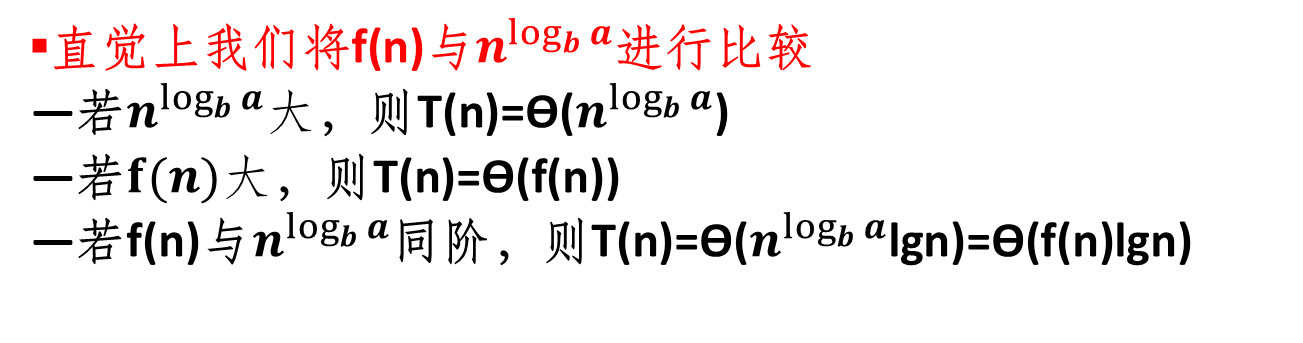 ▪直觉上我们将f(n)与n^{log_b a}进行比较
—若n^{log_b a}大，则T(n)=Ɵ(n^{log_b a})
—若f(n)大，则T(n)=Ɵ(f(n))
—若f(n)与n^{log_b a}同阶，则T(n)=Ɵ(n^{log_b a}lgn)=Ɵ(f(n)lgn)